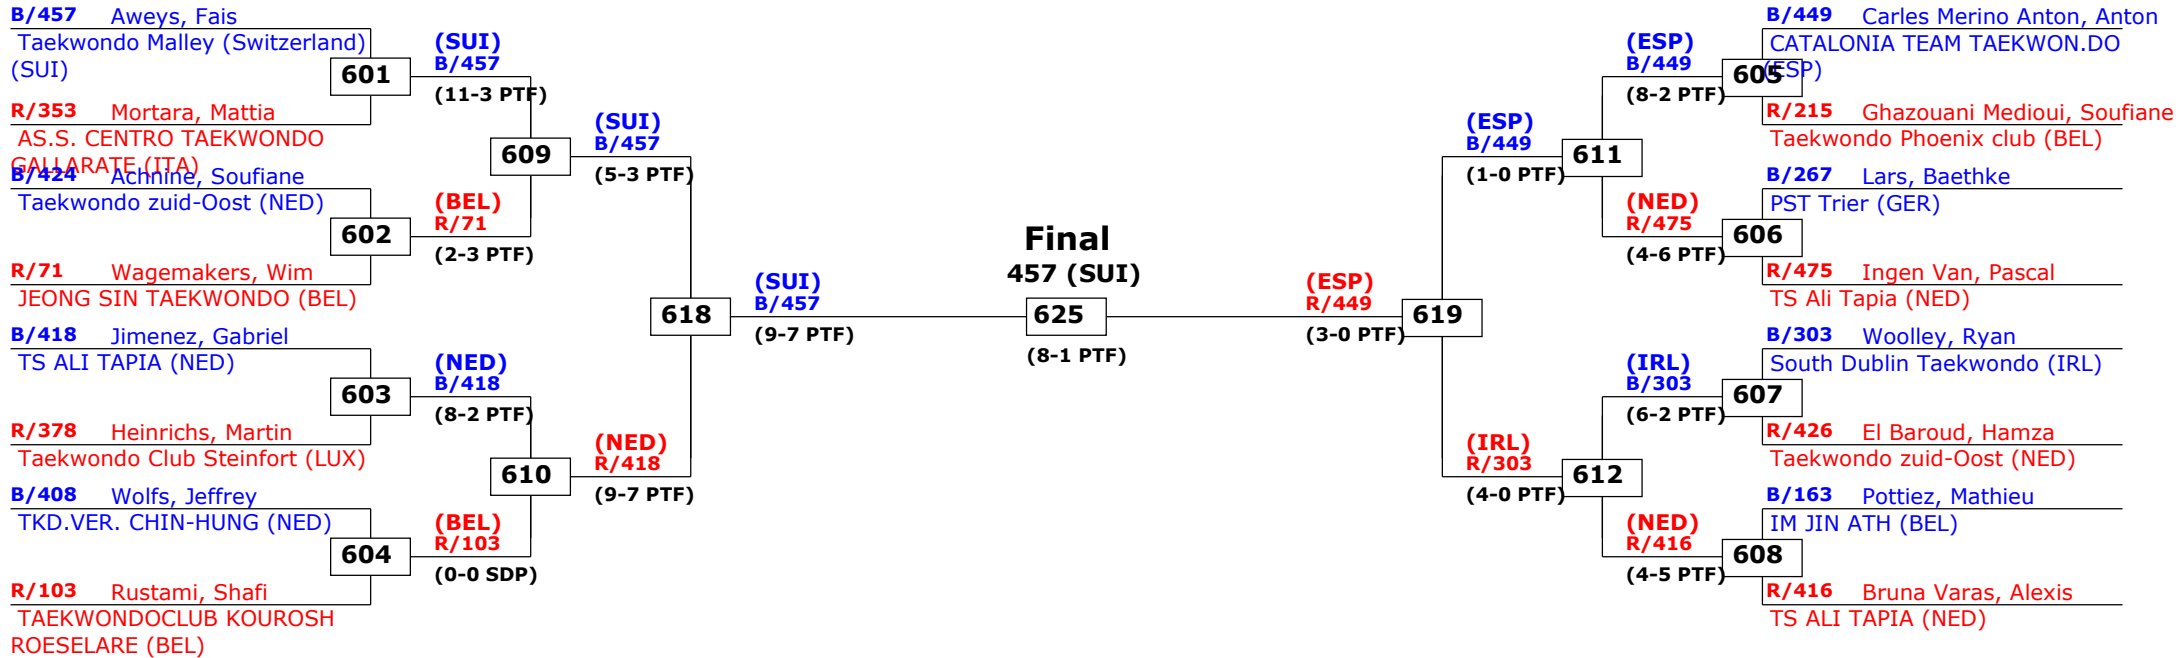 B/457 Aweys, Fais
Taekwondo Malley (Switzerland)
(SUI)
601
R/353 Mortara, Mattia
AS.S. CENTRO TAEKWONDO
GALLARATE (ITA)
B/424 Achnine, Soufiane
Taekwondo zuid-Oost (NED)
602
R/71 Wagemakers, Wim
JEONG SIN TAEKWONDO (BEL)
B/418 Jimenez, Gabriel
TS ALI TAPIA (NED)
603
R/378 Heinrichs, Martin
Taekwondo Club Steinfort (LUX)
B/408 Wolfs, Jeffrey
TKD.VER. CHIN-HUNG (NED)
604
R/103 Rustami, Shafi
TAEKWONDOCLUB KOUROSH
ROESELARE (BEL)
(SUI)
B/457
(11-3 PTF)
609
(BEL)
R/71
(2-3 PTF)
(NED)
B/418
(8-2 PTF)
610
(BEL)
R/103
(0-0 SDP)
(SUI)
B/457
(5-3 PTF)
618
(NED)
R/418
(9-7 PTF)
(SUI)
B/457
(9-7 PTF)
Final
457 (SUI)
625
(8-1 PTF)
(ESP)
R/449
(3-0 PTF)
619
(ESP)
B/449
(1-0 PTF)
611
(IRL)
R/303
(4-0 PTF)
612
(ESP)
B/449
(8-2 PTF)
(NED)
R/475
(4-6 PTF)
(IRL)
B/303
(6-2 PTF)
(NED)
R/416
(4-5 PTF)
B/449 Carles Merino Anton, Anton
CATALONIA TEAM TAEKWON.DO
(ESP)
605
R/215 Ghazouani Medioui, Soufiane
Taekwondo Phoenix club (BEL)
B/267 Lars, Baethke
PST Trier (GER)
606
R/475 Ingen Van, Pascal
TS Ali Tapia (NED)
B/303 Woolley, Ryan
South Dublin Taekwondo (IRL)
607
R/426 El Baroud, Hamza
Taekwondo zuid-Oost (NED)
B/163 Pottiez, Mathieu
IM JIN ATH (BEL)
608
R/416 Bruna Varas, Alexis
TS ALI TAPIA (NED)